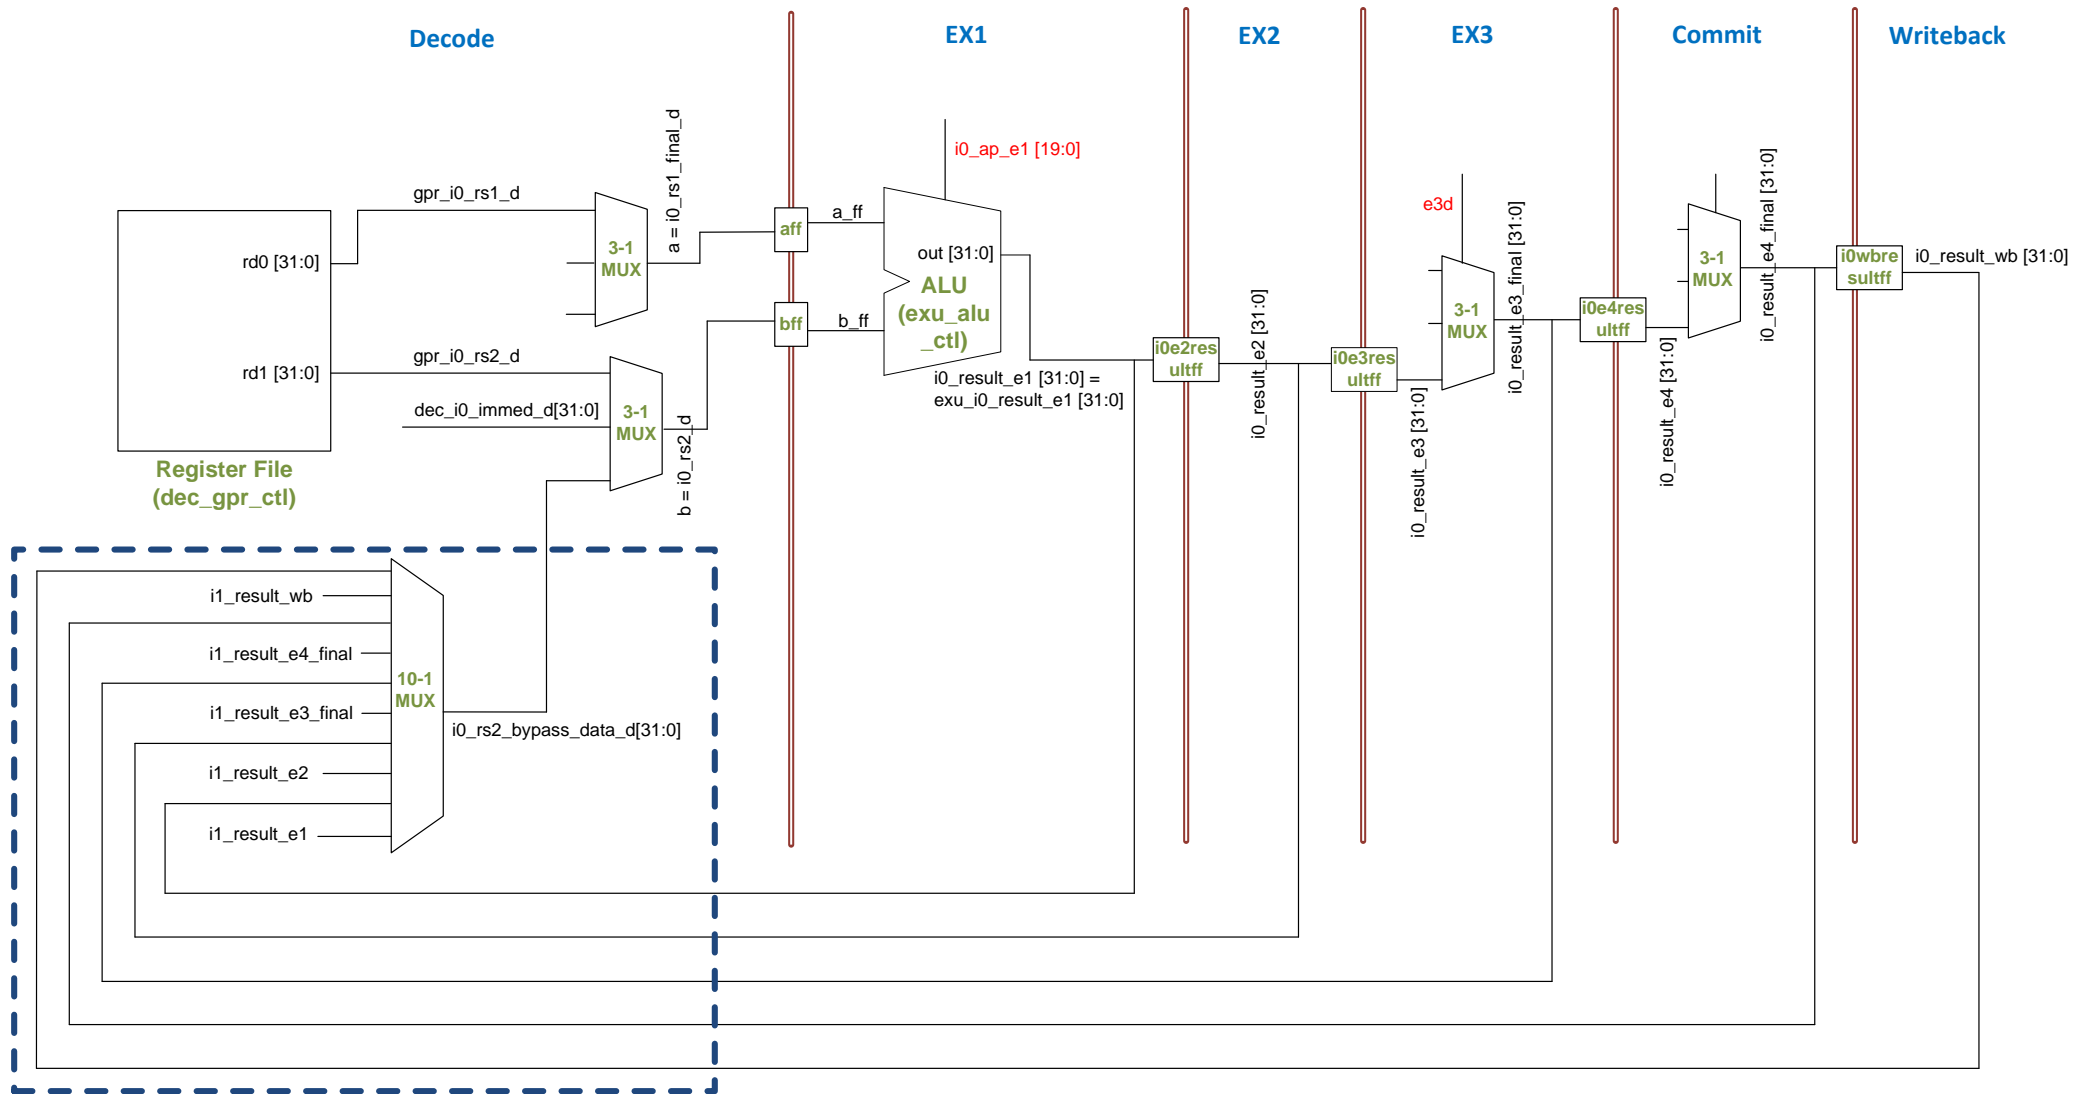 Decode
EX1
EX2
EX3
Commit
Writeback
gpr_i0_rs1_d
rd0 [31:0]
3-1
MUX
a = i0_rs1_final_d
aff
a_ff
i0_ap_e1 [19:0]
out [31:0]
ALU
(exu_alu
_ctl)
bff
b_ff
gpr_i0_rs2_d
rd1 [31:0]
dec_i0_immed_d[31:0]
3-1
MUX
b = i0_rs2_d
Register File
(dec_gpr_ctl)
i0_result_e1 [31:0] =
exu_i0_result_e1 [31:0]
i0e2res
ultff
i0_result_e2 [31:0]
i0e3res
ultff
i0_result_e3 [31:0]
e3d
3-1
MUX
i0_result_e3_final [31:0]
i0e4res
ultff
i0_result_e4 [31:0]
3-1
MUX
i0_result_e4_final [31:0]
i0wbre
sultff
i0_result_wb [31:0]
i1_result_wb
i1_result_e4_final
10-1
MUX
i1_result_e3_final
i0_rs2_bypass_data_d[31:0]
i1_result_e2
i1_result_e1